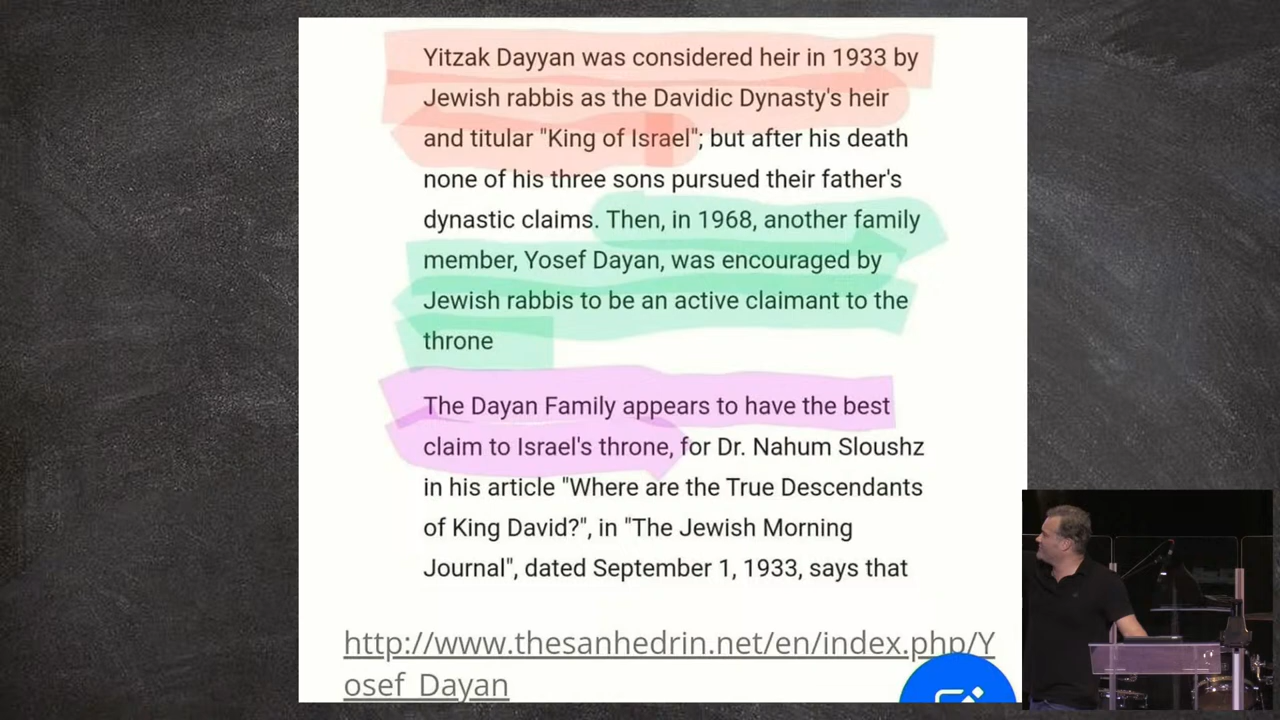 Yitzak Dayyan was considered heir in 1933 by
Jewish rabbis as the Davidic Dynasty's heir
and titular "King of Israel"; but after his death
none of his three sons pursued their father's
dynastic claims. Then, in 1968, another family
member, Yosef Dayan, was encouraged by
Jewish rabbis to be an active claimant to the
throne
The Dayan Family appears to have the best
claim to Israel's throne, for Dr. Nahum Sloushz
in his article "Where are the True Descendants
of King David?", in "The Jewish Morning
Journal", dated September 1, 1933, says that
http://www.thesanhedrin.net/en/index.php/Y
osef_Dayan